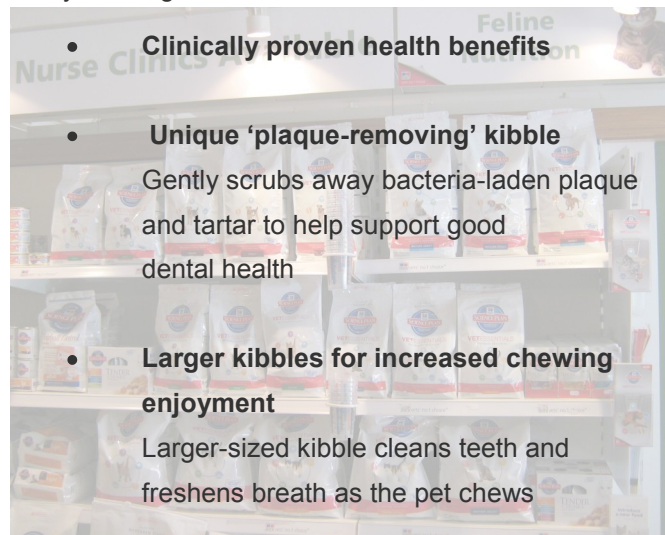 Nurse Clinics Available
Feline
Nutrition
• Clinically proven health benefits
• Unique ‘plaque-removing’ kibble
Gently scrubs away bacteria-laden plaque
and tartar to help support good
dental health
• Larger kibbles for increased chewing
enjoyment
Larger-sized kibble cleans teeth and
freshens breath as the pet chews